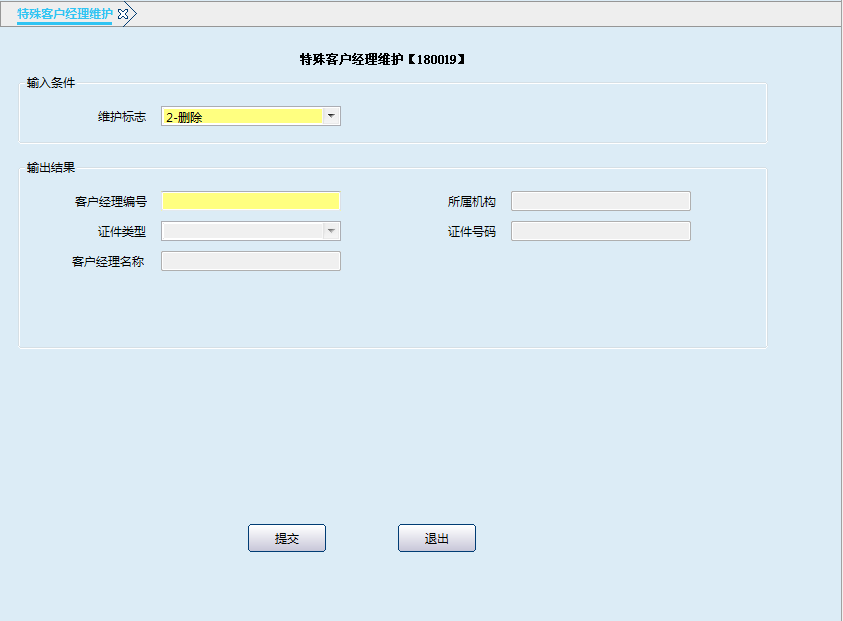 特殊客户经理维护
特殊客户经理维护【180019】
输入条件
维护标志 2-删除
输出结果
客户经理编号 所属机构
证件类型 证件号码
客户经理名称
提交 退出